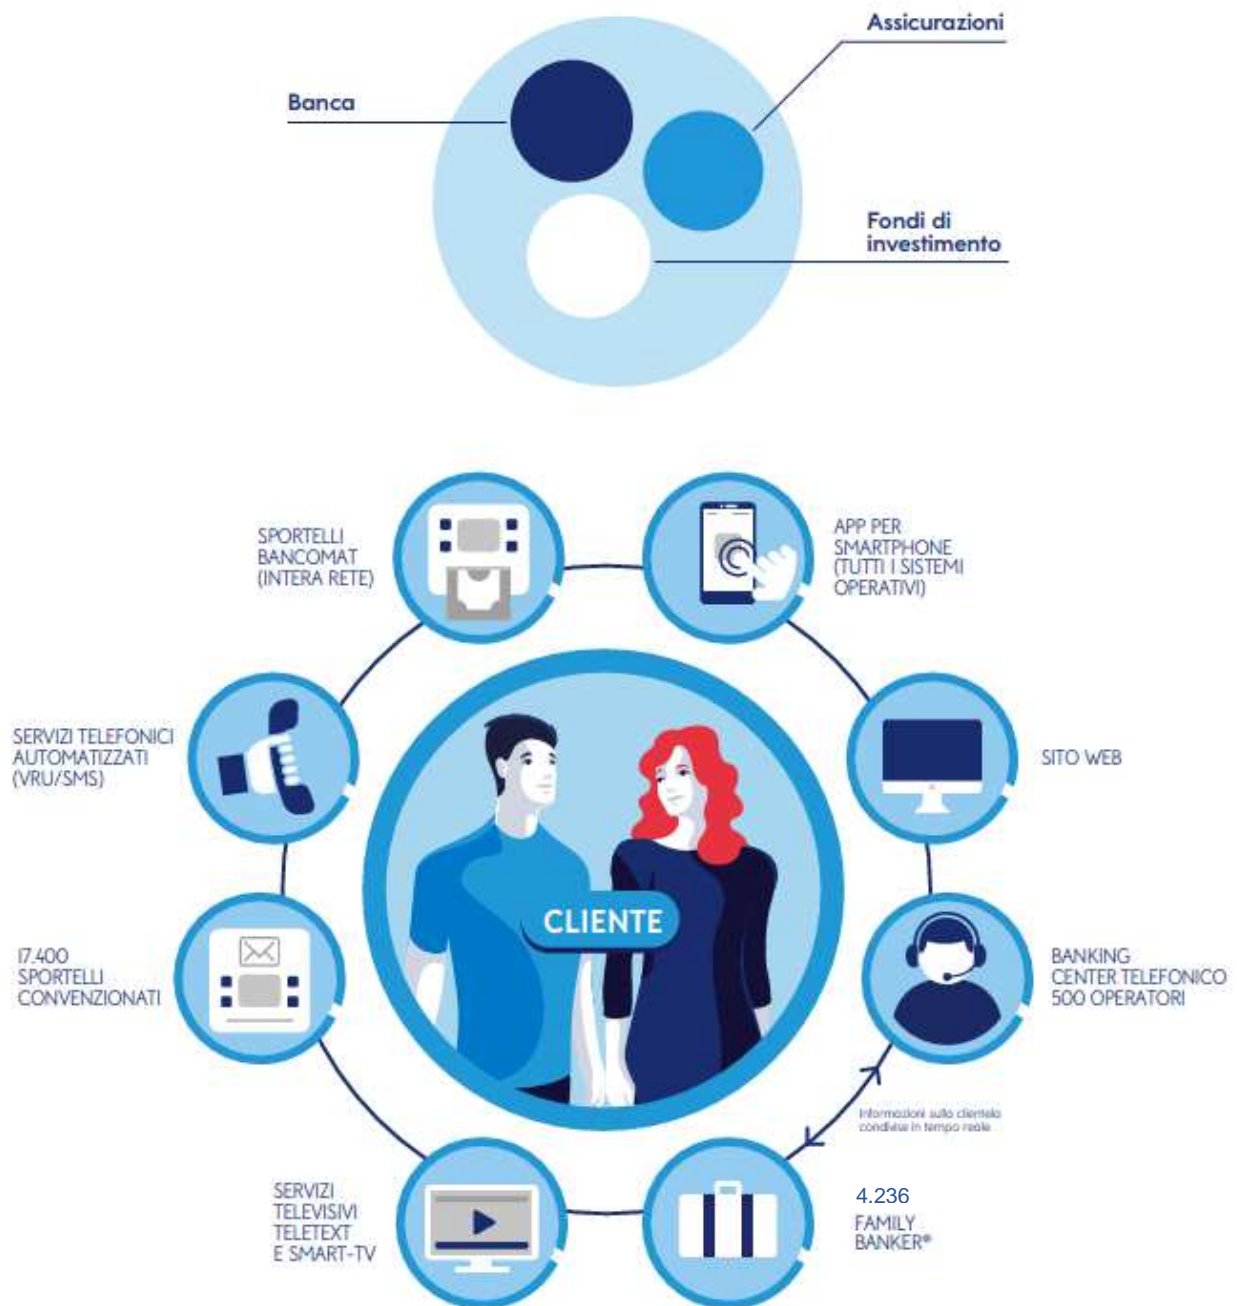 Assicurazioni
Banca
Fondi di
investimento
SPORTELLI
BANCOMAT
(INTERA RETE)
APP PER
SMARTPHONE
(TUTTI I SISTEMI
OPERATIVI)
SERVIZI TELEFONICI
AUTOMATIZZATI
(VRU/SMS)
SITO WEB
CLIENTE
17.400
SPORTELLI
CONVENZIONATI
BANKING
CENTER TELEFONICO
500 OPERATORI
Informazioni sulla clientela
condivise in tempo reale
SERVIZI
TELEVISIVI
TELETEXT
E SMART-TV
4.236
FAMILY
BANKER®